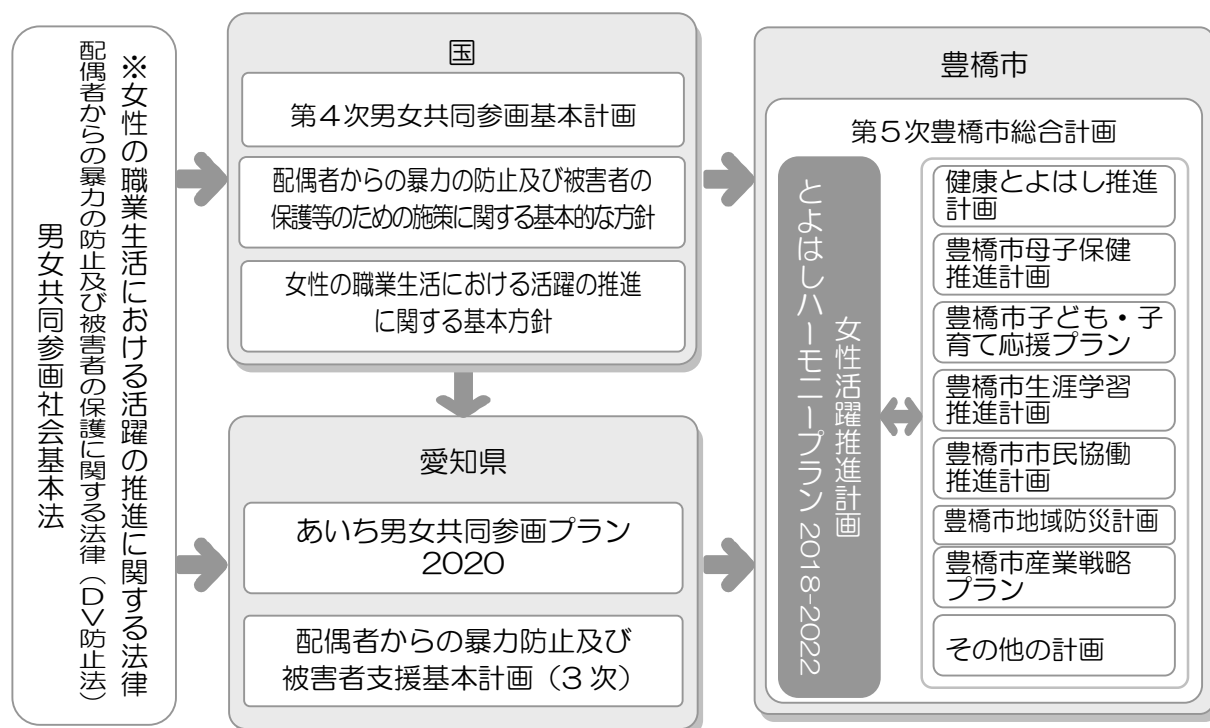 ※女性の職業生活における活躍の推進に関する法律
配偶者からの暴力の防止及び被害者の保護に関する法律（DV防止法）
男女共同参画社会基本法
国
第４次男女共同参画基本計画
配偶者からの暴力の防止及び被害者の
保護等のための施策に関する基本的な方針
女性の職業生活における活躍の推進
に関する基本方針
愛知県
あいち男女共同参画プラン
2020
配偶者からの暴力防止及び
被害者支援基本計画（3次）
豊橋市
第５次豊橋市総合計画
女性活躍推進計画
とよはしハーモニープラン2018-2022
健康とよはし推進
計画
豊橋市母子保健
推進計画
豊橋市子ども・子
育て応援プラン
豊橋市生涯学習
推進計画
豊橋市市民協働
推進計画
豊橋市地域防災計画
豊橋市産業戦略
プラン
その他の計画